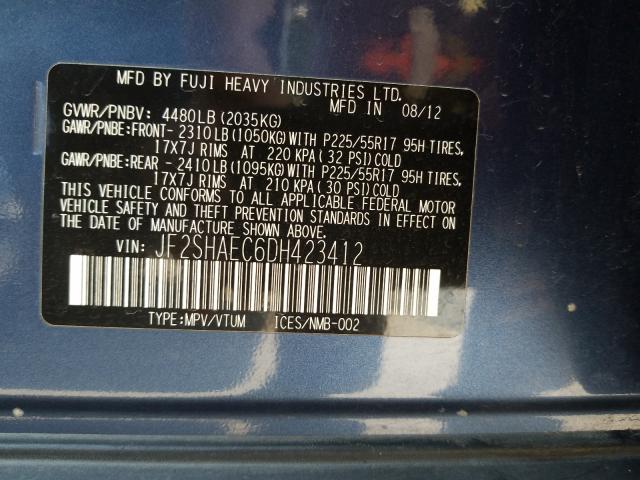 MFD BY FUJI HEAVY INDUSTRIES LTD.
MFD IN 08/12
GVWR/PNBV: 4480LB(2035KG)
GAWR/PNBE:FRONT- 2310LB(1050KG)WITH P225/55R17 95H TIRES,
17X7J RIMS AT 220 KPA( 32 PSI)COLD
GAWR/PNBE:REAR - 2410LB(1095KG)WITH P225/55R17 95H TIRES,
17X7J RIMS AT 210 KPA( 30 PSI)COLD
THIS VEHICLE CONFORMS TO ALL APPLICABLE FEDERAL MOTOR
VEHICLE SAFETY AND THEFT PREVENTION STANDARDS IN EFFECT ON
THE DATE OF MANUFACTURE SHOWN ABOVE.
VIN: JF2SHAEC6DH423412
TYPE:MPV/VTUM ICES/NMB-002